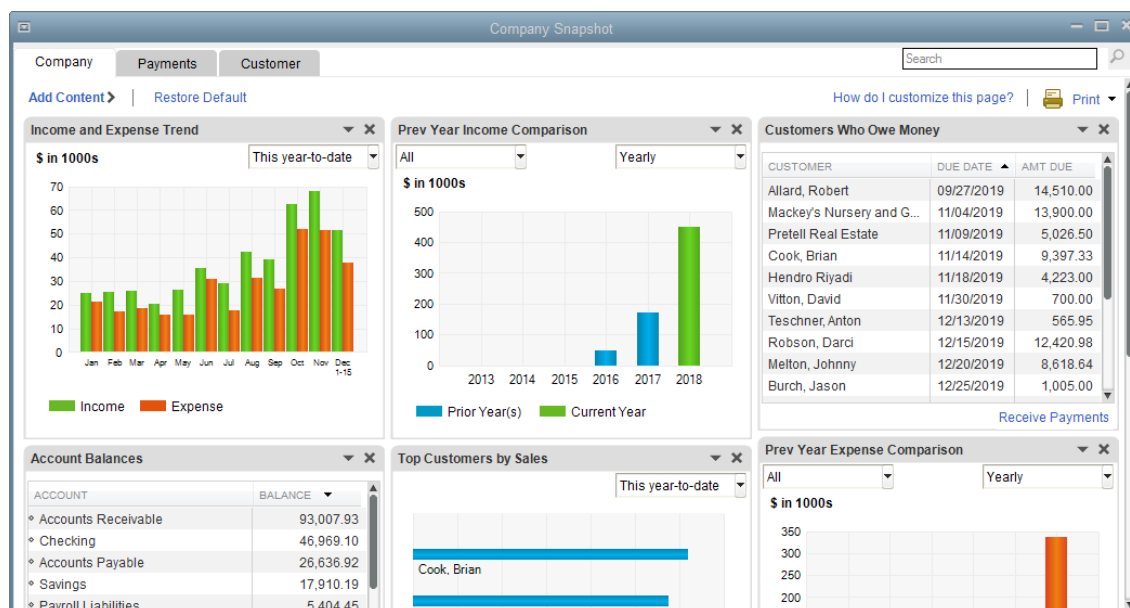 Company Snapshot
Company Payments Customer Search
Add Content Restore Default How do I customize this page? Print
Income and Expense Trend
$ in 1000s This year-to-date
70
60
50
40
30
20
10
0
Jan Feb Mar Apr May Jun Jul Aug Sep Oct Nov Dec
1-15
Income Expense
Prev Year Income Comparison
All Yearly
$ in 1000s
500
400
300
200
100
0
2013 2014 2015 2016 2017 2018
Prior Year(s) Current Year
Customers Who Owe Money
CUSTOMER DUE DATE AMT DUE
Allard, Robert 09/27/2019 14,510.00
Mackey's Nursery and G... 11/04/2019 13,900.00
Pretell Real Estate 11/09/2019 5,026.50
Cook, Brian 11/14/2019 9,397.33
Hendro Riyadi 11/18/2019 4,223.00
Vitton, David 11/30/2019 700.00
Teschner, Anton 12/13/2019 565.95
Robson, Darci 12/15/2019 12,420.98
Melton, Johnny 12/20/2019 8,618.64
Burch, Jason 12/25/2019 1,005.00
Receive Payments
Account Balances
ACCOUNT BALANCE
Accounts Receivable 93,007.93
Checking 46,969.10
Accounts Payable 26,636.92
Savings 17,910.19
Payroll Liabilities 5,404.45
Top Customers by Sales
This year-to-date
Cook, Brian
Prev Year Expense Comparison
All Yearly
$ in 1000s
350
300
250
200